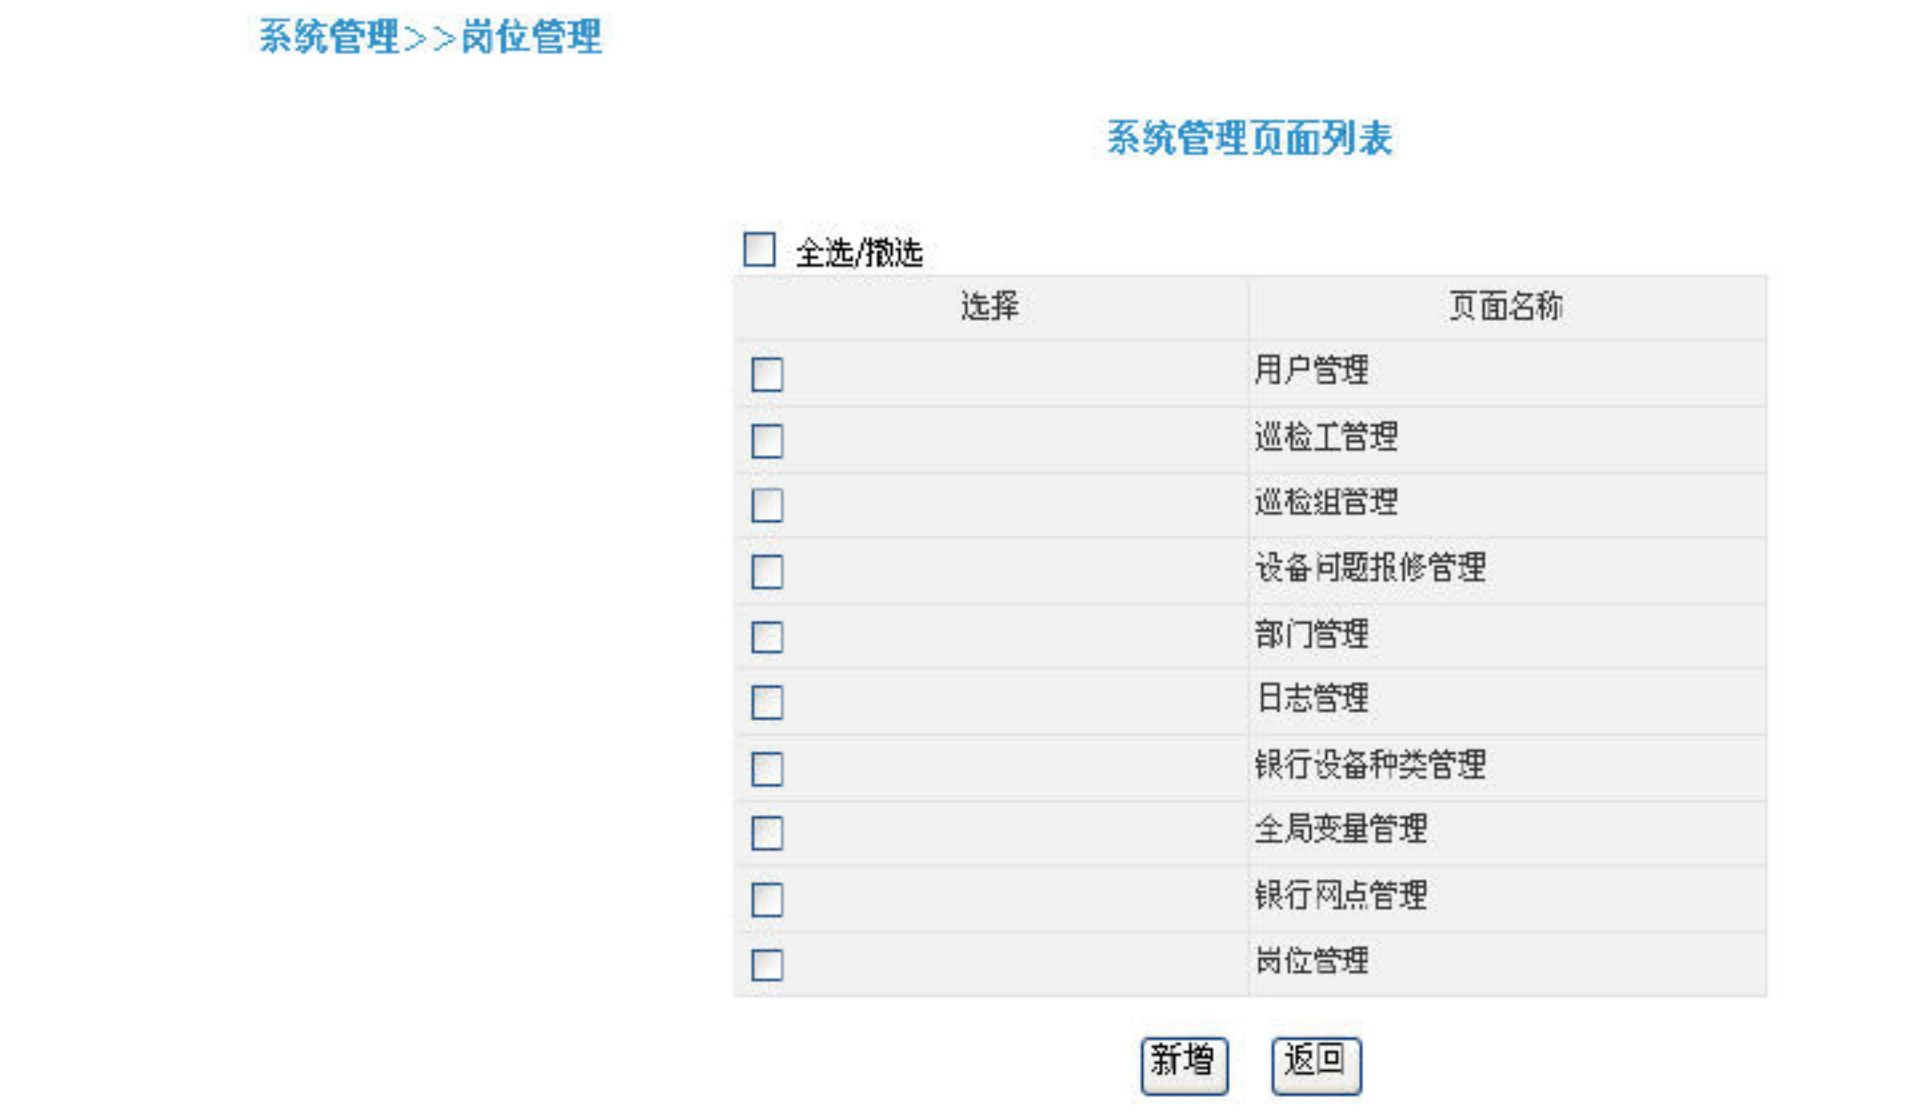 系统管理>>岗位管理
系统管理页面列表
全选/撤选
选择 页面名称
用户管理
巡检工管理
巡检组管理
设备问题报修管理
部门管理
日志管理
银行设备种类管理
全局变量管理
银行网点管理
岗位管理
新增 返回